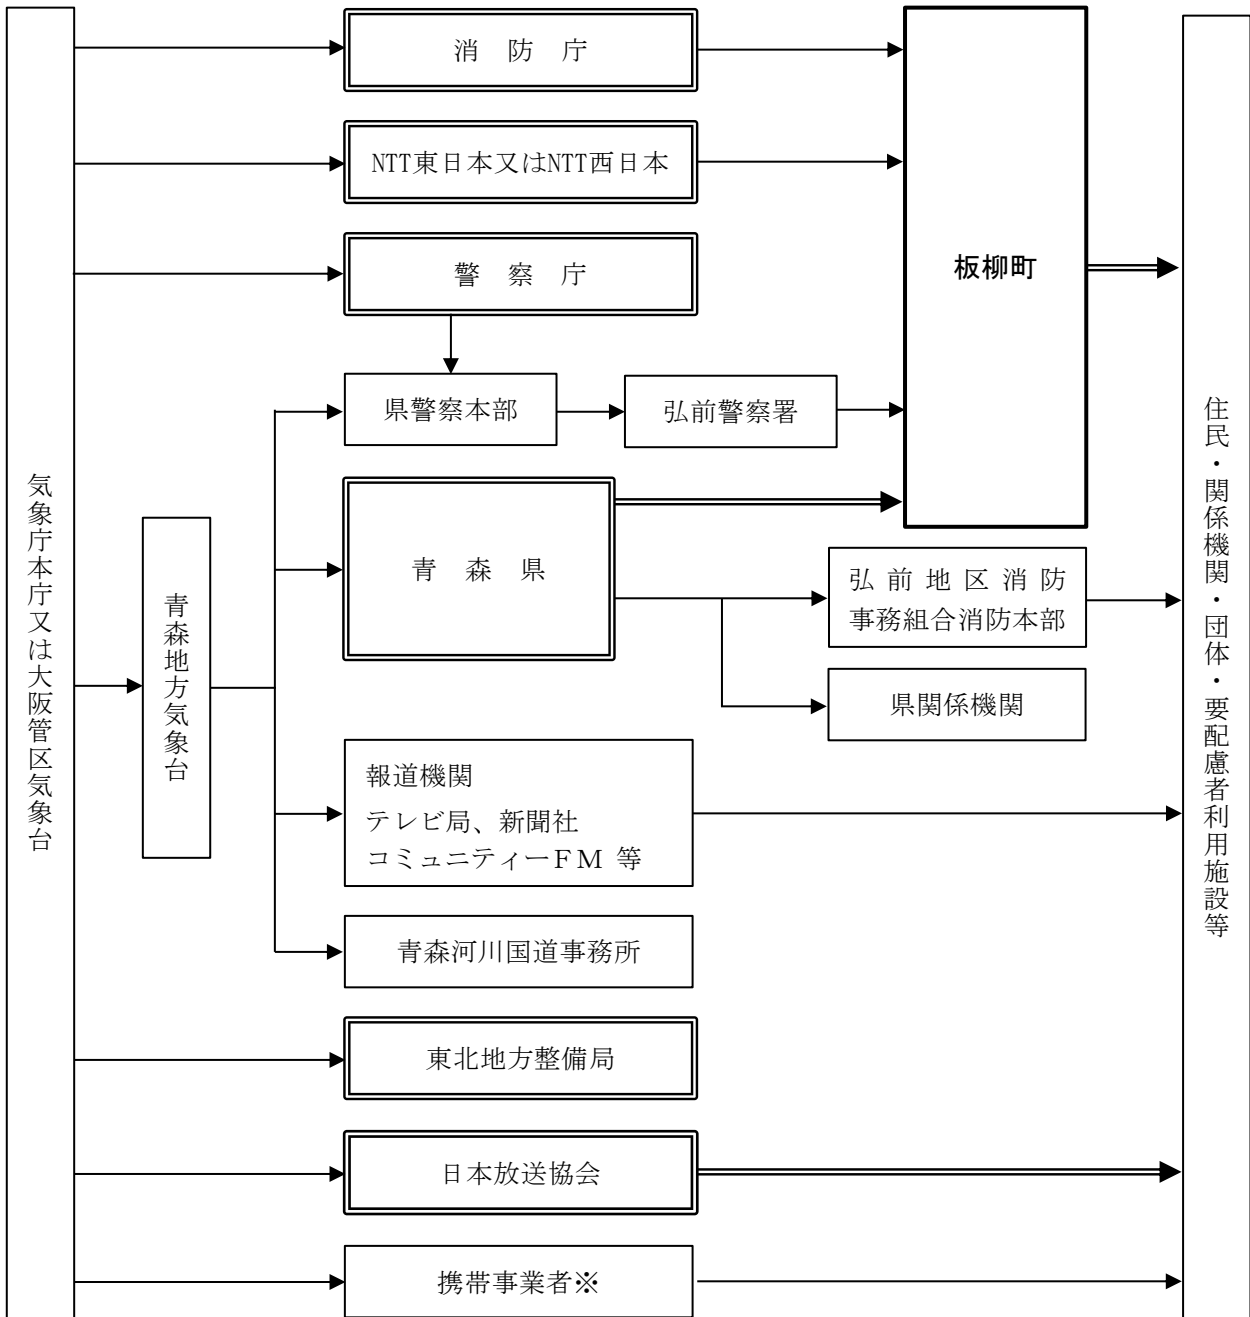 気象庁本庁又は大阪管区気象台
青森地方気象台
消　防　庁
NTT東日本又はNTT西日本
警　察　庁
県警察本部
弘前警察署
青　森　県
板柳町
弘前地区消防
事務組合消防本部
県関係機関
報道機関
テレビ局、新聞社
コミュニティーＦＭ 等
青森河川国道事務所
東北地方整備局
日本放送協会
携帯事業者※
住民・関係機関・団体・要配慮者利用施設等